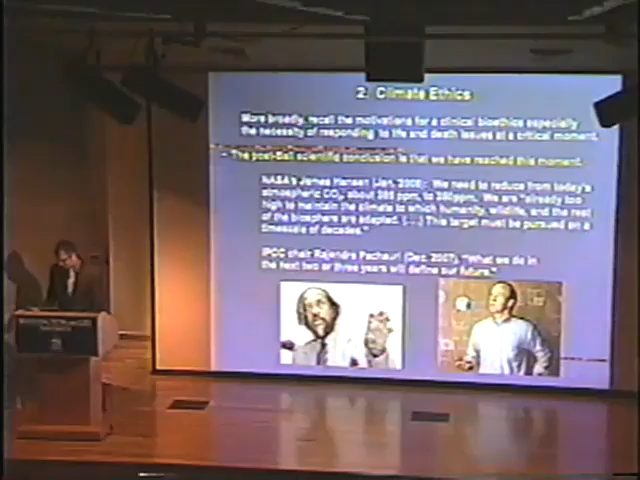 2. Climate Ethics
More broadly, recall the motivations for a clinical bioethics especially
the necessity of responding to life and death issues at a critical moment.
- The post-Bali scientific conclusion is that we have reached this moment.
NASA's James Hansen (Jan, 2008): We need to reduce from today's
atmospheric CO2, about 385 ppm, to 350ppm. We are "already too
high to maintain the climate to which humanity, wildlife, and the rest
of the biosphere are adapted. (...) This target must be pursued on a
timescale of decades."
IPCC chair Rajendra Pachauri (Dec, 2007), "What we do in
the next two or three years will define our future."